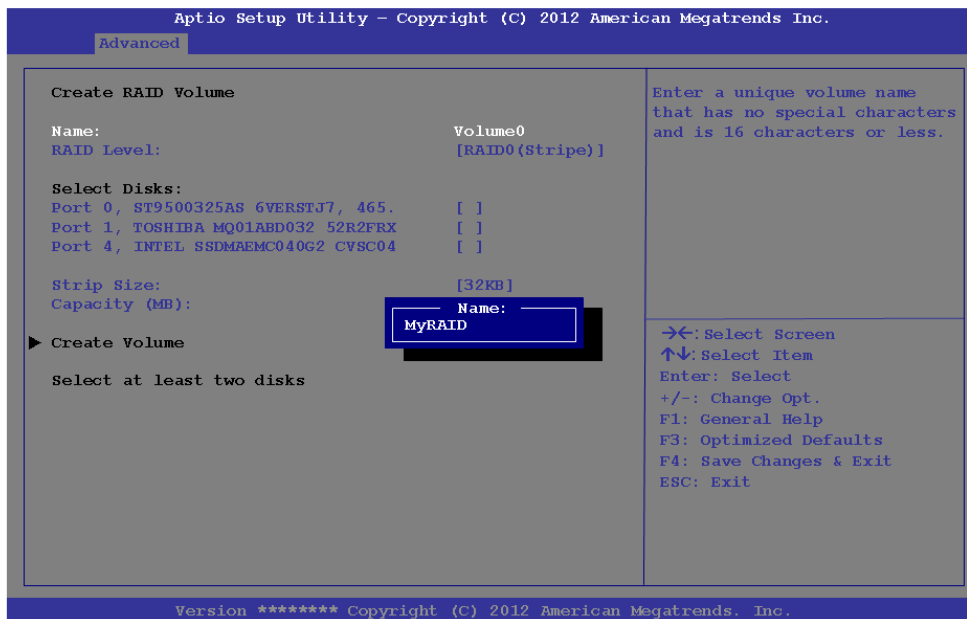 Aptio Setup Utility – Copyright (C) 2012 American Megatrends Inc.
Advanced
Create RAID Volume
Name: Volume0
RAID Level: [RAID0(Stripe)]
Select Disks:
Port 0, ST9500325AS 6VERSTJ7, 465. [ ]
Port 1, TOSHIBA MQ01ABD032 52R2FRX [ ]
Port 4, INTEL SSDMAEMC040G2 CVSC04 [ ]
Strip Size: [32KB]
Capacity (MB):
Name:
MyRAID
Create Volume
Select at least two disks
Enter a unique volume name
that has no special characters
and is 16 characters or less.
→←:Select Screen
↑↓:Select Item
Enter: Select
+/-: Change Opt.
F1: General Help
F3: Optimized Defaults
F4: Save Changes & Exit
ESC: Exit
Version ******** Copyright (C) 2012 American Megatrends. Inc.